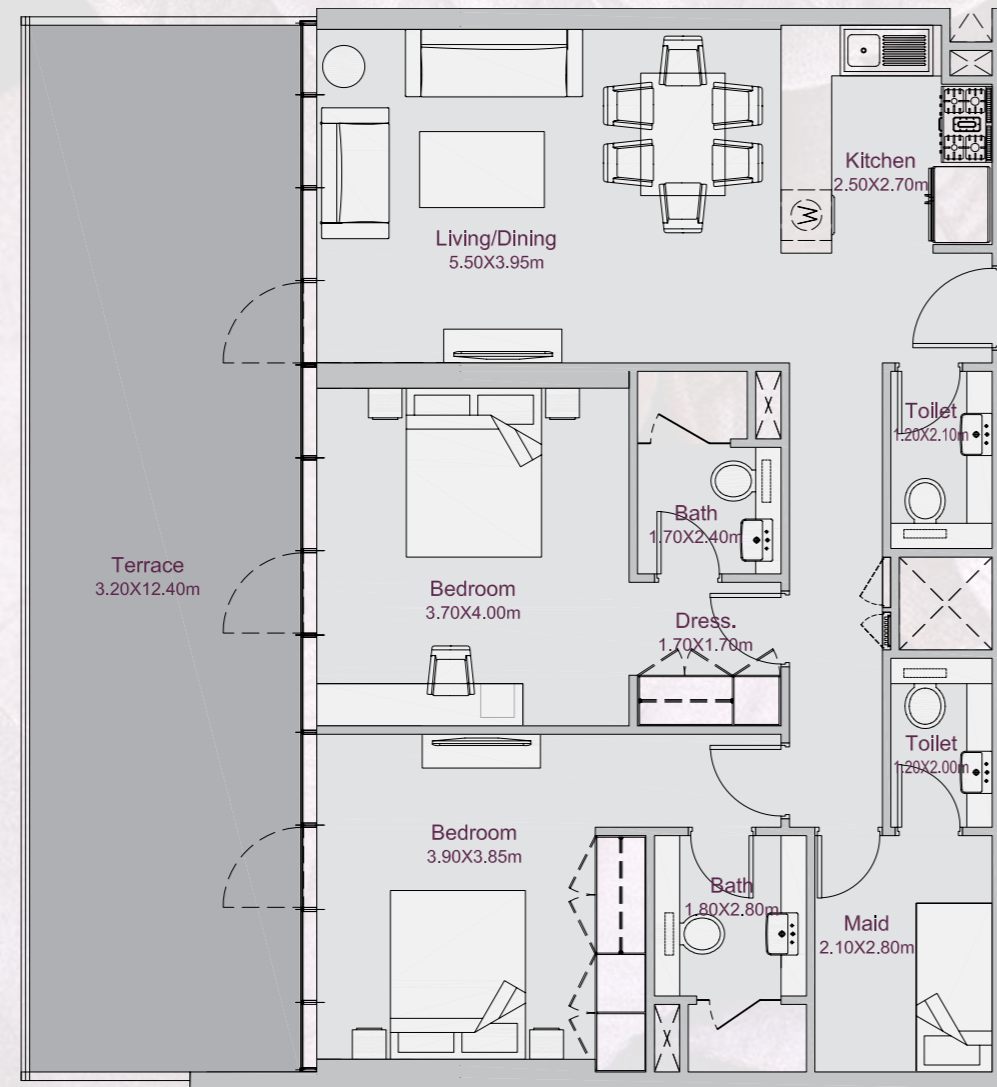 Kitchen
2.50X2.70m
W
Living/Dining
5.50X3.95m
Toilet
1.20X2.10m
Bath
1.70X2.40m
Terrace
3.20X12.40m
Bedroom
3.70X4.00m
Dress.
1.70X1.70m
Toilet
1.20X2.00m
Bedroom
3.90X3.85m
Bath
1.80X2.80m
Maid
2.10X2.80m